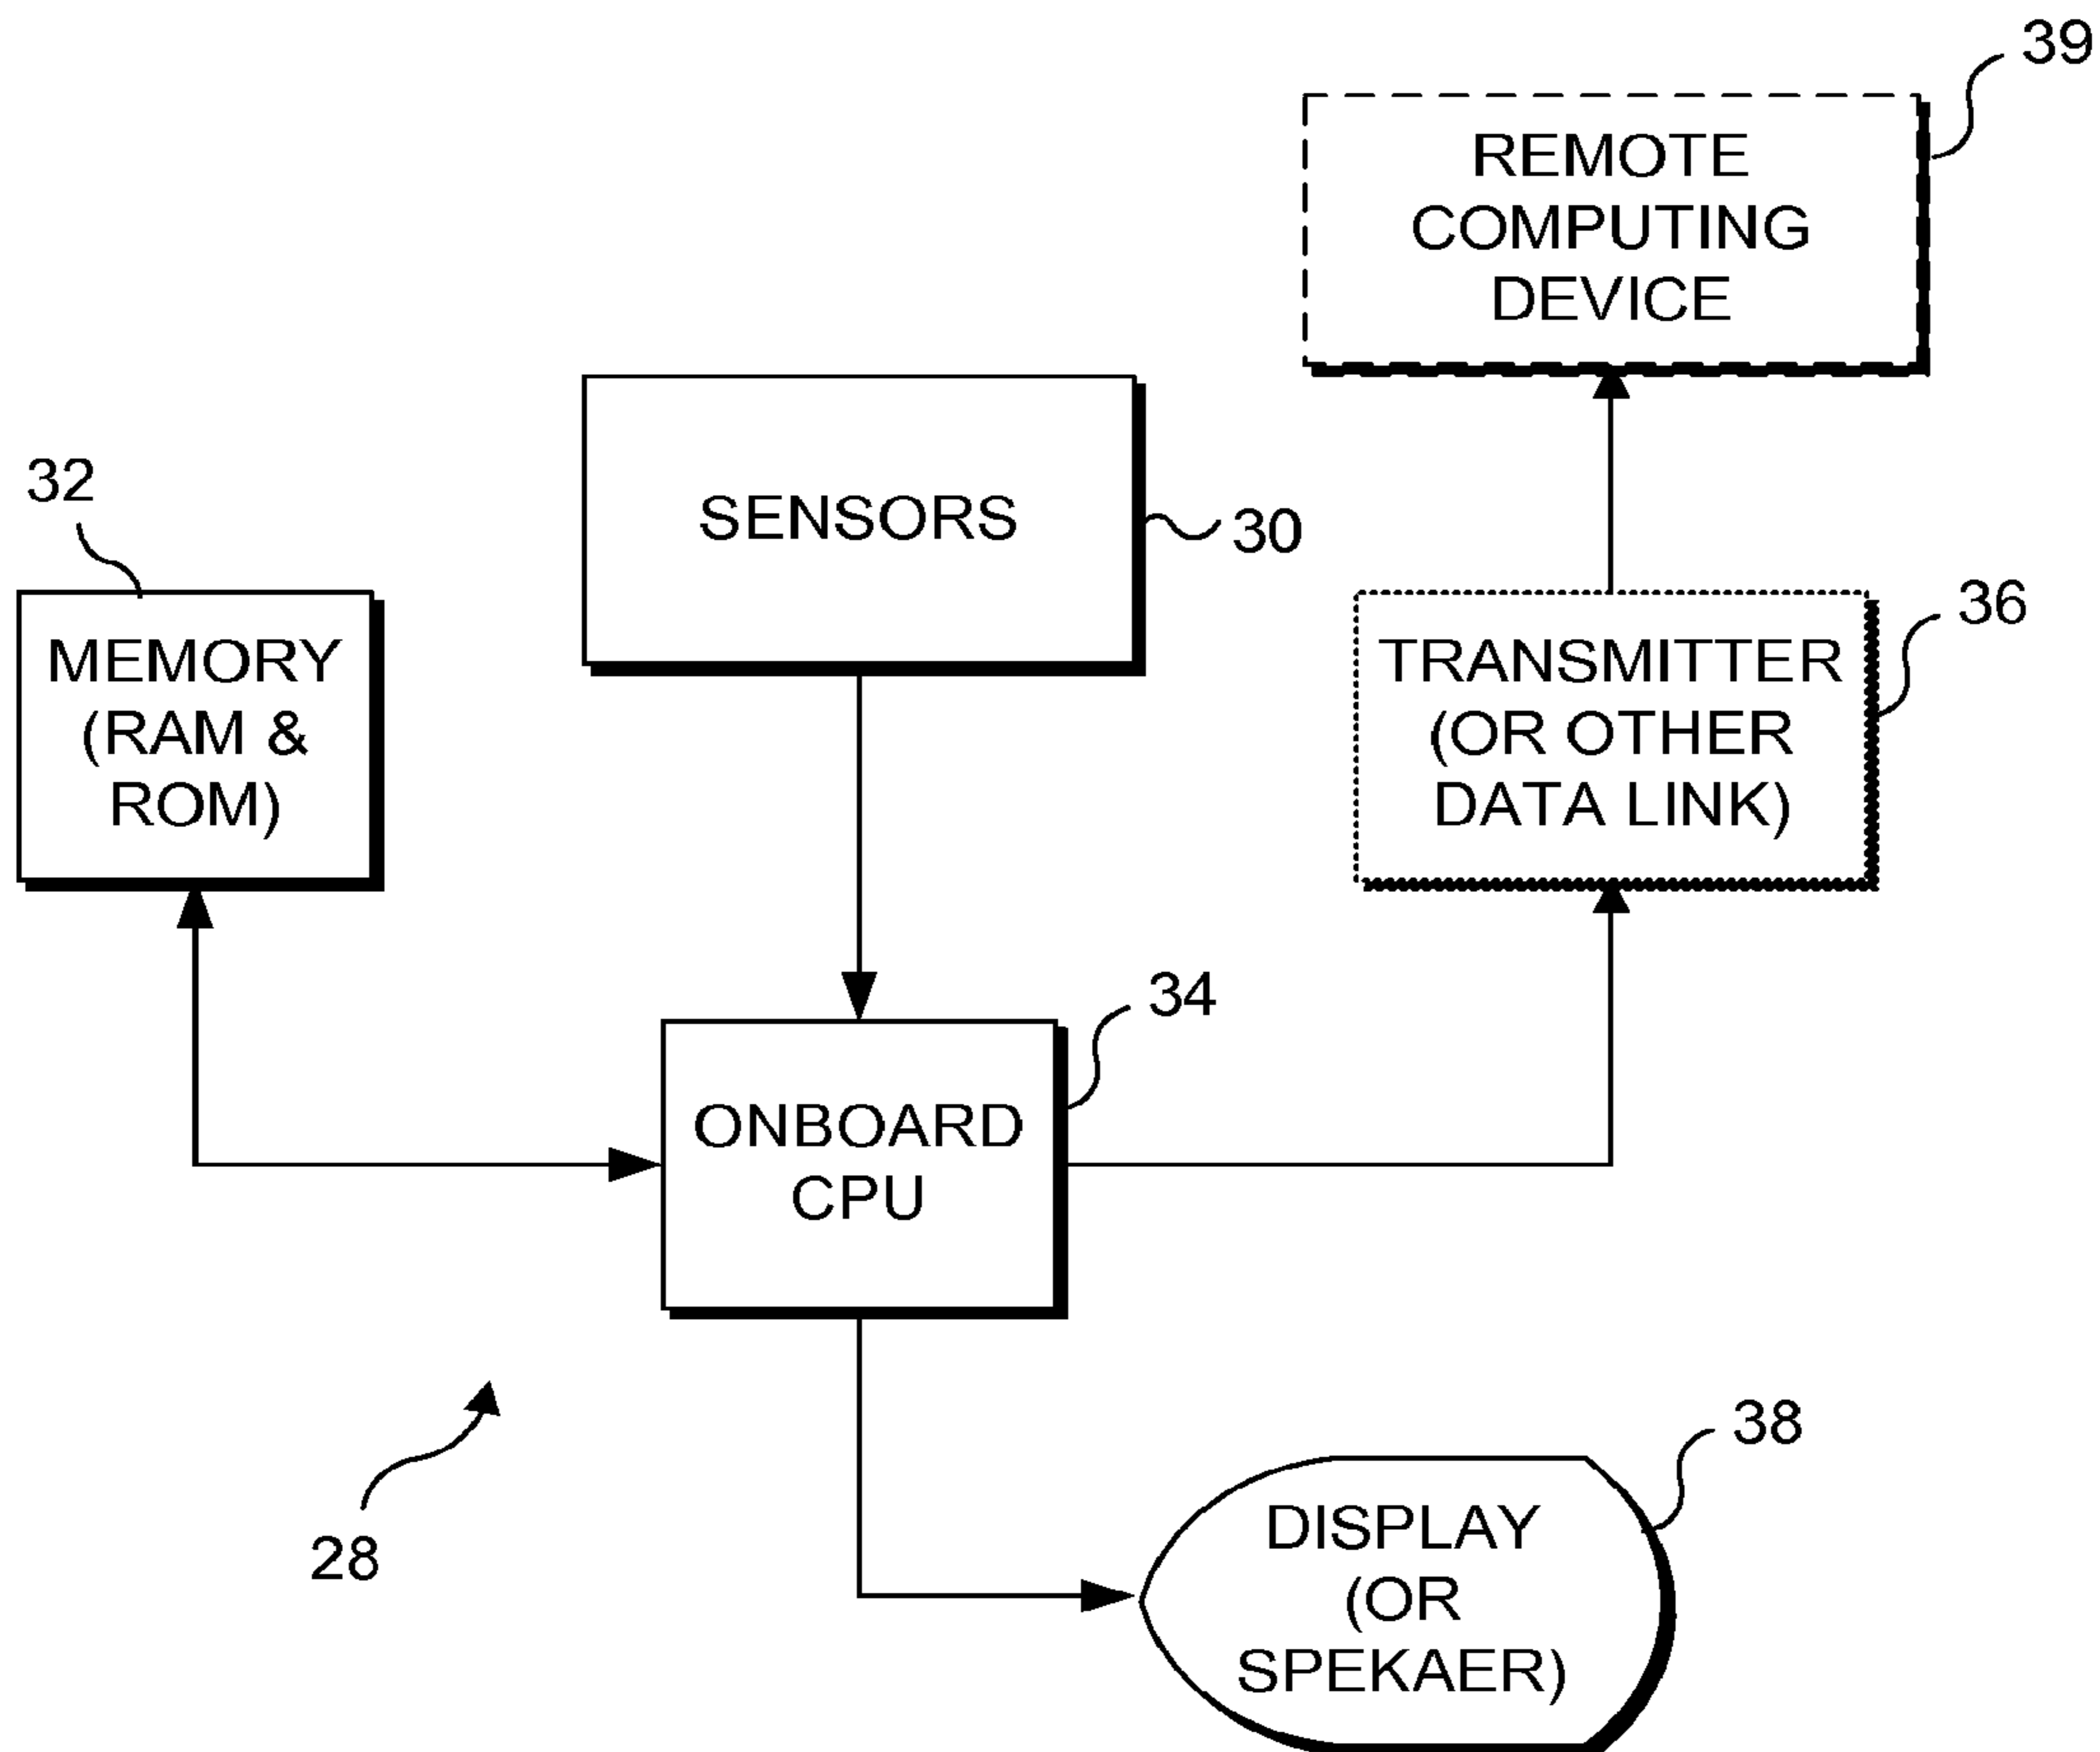 39
REMOTE
COMPUTING
DEVICE
32
SENSORS
30
MEMORY
(RAM &
ROM)
36
TRANSMITTER
(OR OTHER
DATA LINK)
34
ONBOARD
CPU
28
38
DISPLAY
(OR
SPEKAER)